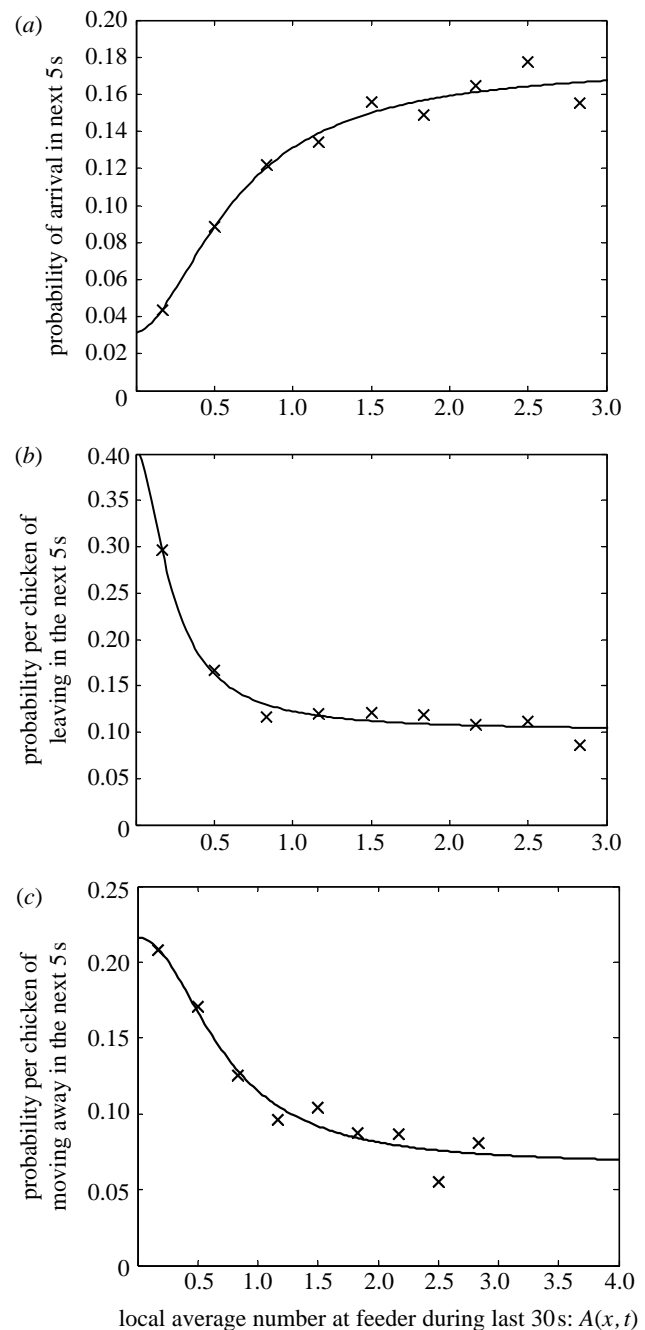 (a)
probability of arrival in next 5s
0.20
0.18
0.16
0.14
0.12
0.10
0.08
0.06
0.04
0.02
0
0.5 1.0 1.5 2.0 2.5 3.0
(b)
probability per chicken of
leaving in the next 5s
0.40
0.35
0.30
0.25
0.20
0.15
0.10
0.05
0
0.5 1.0 1.5 2.0 2.5 3.0
(c)
probability per chicken of
moving away in the next 5s
0.25
0.20
0.15
0.10
0.05
0
0.5 1.0 1.5 2.0 2.5 3.0 3.5 4.0
local average number at feeder during last 30s: A(x, t)